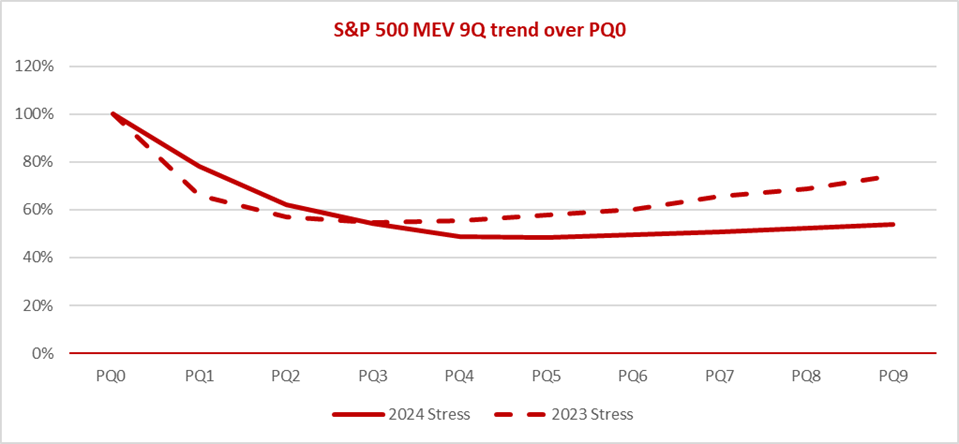 S&P 500 MEV 9Q trend over PQ0
120%
100%
80%
60%
40%
20%
0%
PQ0 PQ1 PQ2 PQ3 PQ4 PQ5 PQ6 PQ7 PQ8 PQ9
2024 Stress 2023 Stress